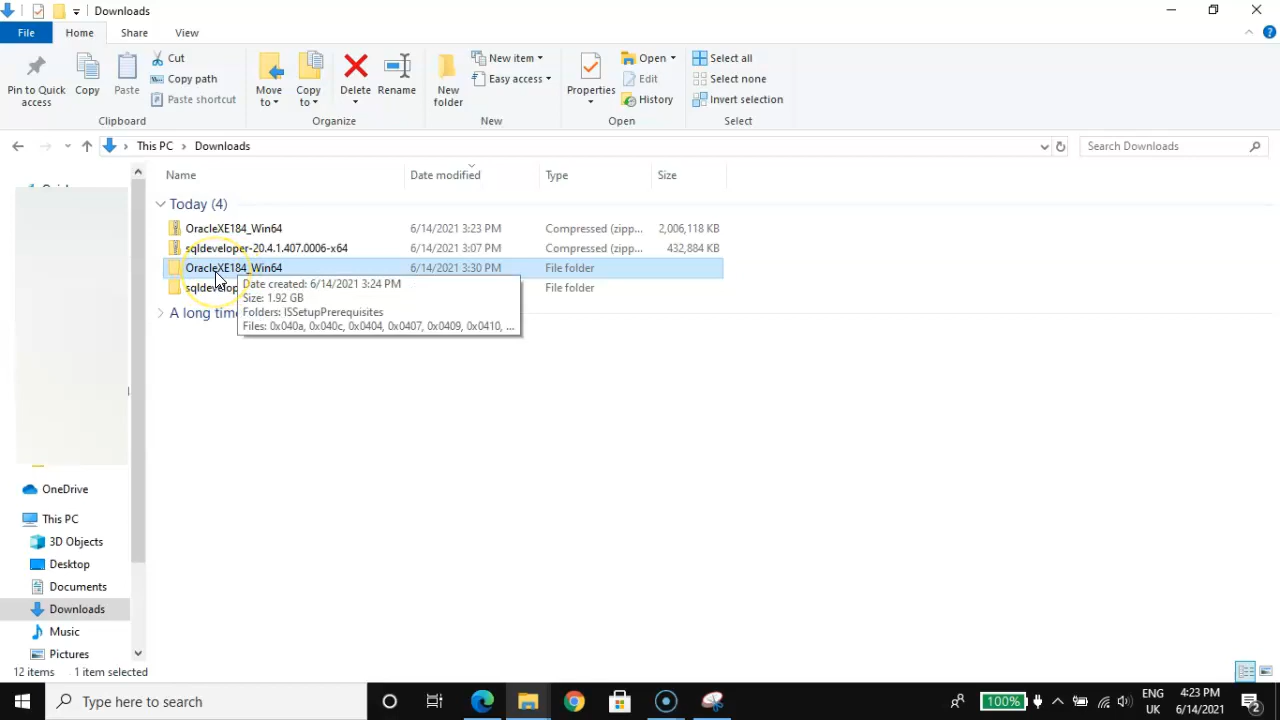 Downloads
File Home Share View
Pin to Quick access
Copy
Paste
Cut
Copy path
Paste shortcut
Clipboard
Move to
Copy to
Delete
Rename
Organize
New folder
New item
Easy access
New
Properties
Open
Edit
History
Open
Select all
Select none
Invert selection
Select
This PC Downloads
Search Downloads
Name Date modified Type Size
Today (4)
OracleXE184_Win64 6/14/2021 3:23 PM Compressed (zipp... 2,006,118 KB
sqldeveloper-20.4.1.407.0006-x64 6/14/2021 3:07 PM Compressed (zipp... 432,884 KB
OracleXE184_Win64 6/14/2021 3:30 PM File folder
sqldevelop File folder
A long time
Date created: 6/14/2021 3:24 PM
Size: 1.92 GB
Folders: ISSetupPrerequisites
Files: 0x040a, 0x040c, 0x0404, 0x0407, 0x0409, 0x0410, ...
OneDrive
This PC
3D Objects
Desktop
Documents
Downloads
Music
Pictures
12 items 1 item selected
Type here to search
100%
ENG
UK
4:23 PM
6/14/2021
2